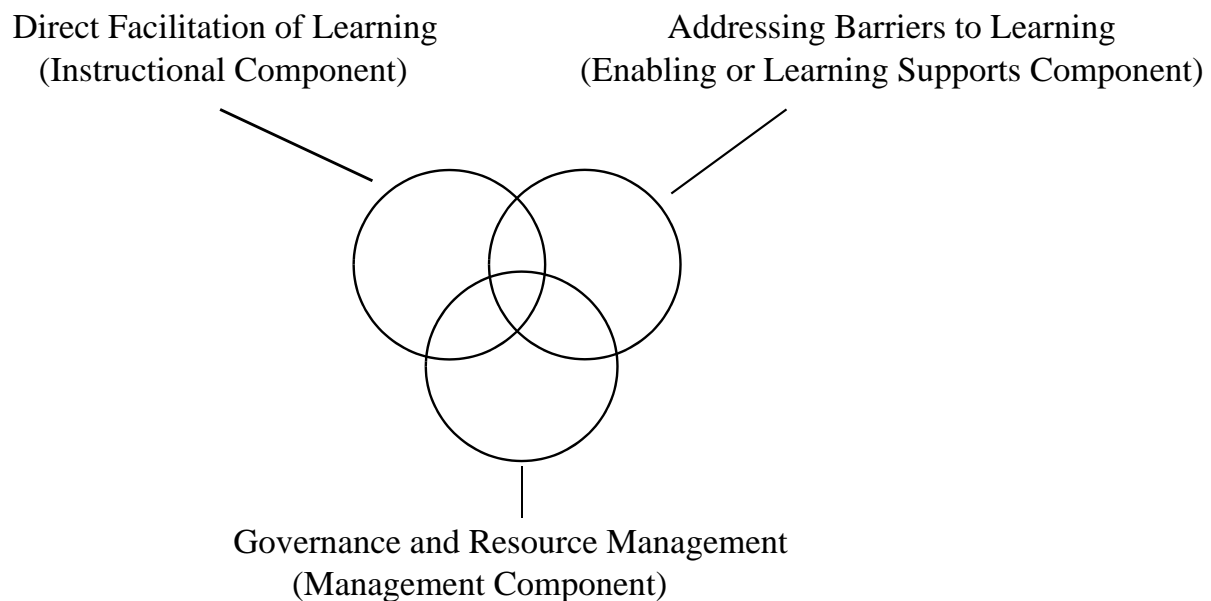 Direct Facilitation of Learning
(Instructional Component)
Addressing Barriers to Learning
(Enabling or Learning Supports Component)
Governance and Resource Management
(Management Component)